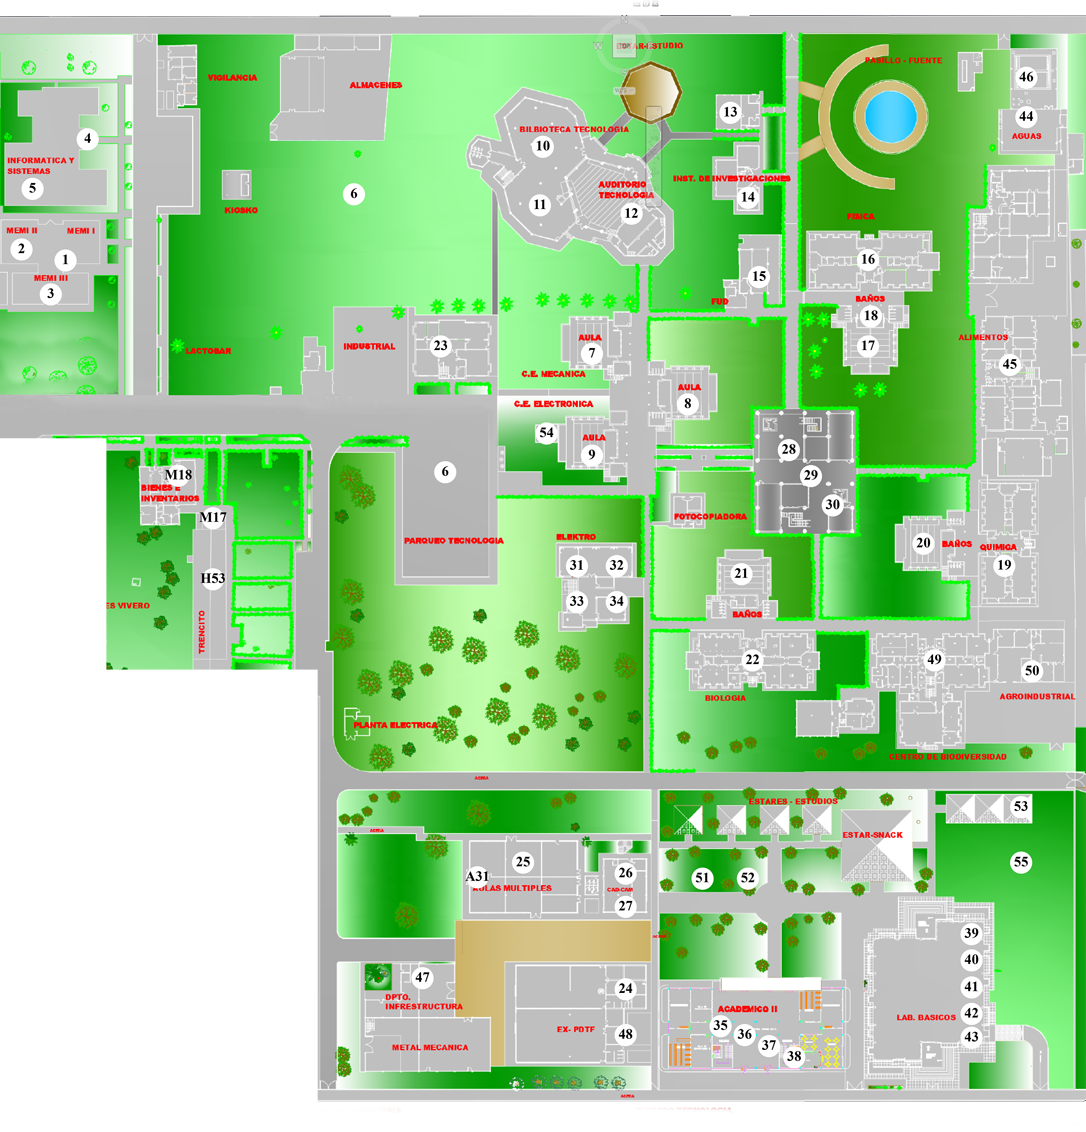 PASILLO - FUENTE
VIGILANCIA
ALMACENES
46
44
AGUAS
13
BILBIOTECA TECNOLOGIA
10
4
INFORMATICA Y
SISTEMAS
5
6
KIOSKO
11
AUDITORIO
TECNOLOGIA
12
INST. DE INVESTIGACIONES
14
FISICA
16
MEMI II
MEMI I
2
1
MEMI III
3
15
FUD
BAÑOS
18
17
LACTOBAR
INDUSTRIAL
23
AULA
7
C.E. MECANICA
ALIMENTOS
45
AULA
8
C.E. ELECTRONICA
54
AULA
9
28
29
30
6
PARQUEO TECNOLOGIA
M18
BIENES E
INVENTARIOS
M17
H53
ES VIVERO
TRENCITO
FOTOCOPIADORA
ELEKTRO
31
32
33
34
21
BAÑOS
20
BAÑOS
QUIMICA
19
22
BIOLOGIA
49
50
AGROINDUSTRIAL
CENTRO DE BIODIVERSIDAD
PLANTA ELECTRICA
ACERA
ACERA
ESTARES - ESTUDIOS
ESTAR-SNACK
53
55
A31
25
AULAS MULTIPLES
26
CAD-CAM
27
51
52
39
40
41
42
43
LAB. BASICOS
47
DPTO.
INFRESTRUCTURA
METAL MECANICA
24
EX- PDTF
48
ACADEMICO II
35
36
37
38
ACERA